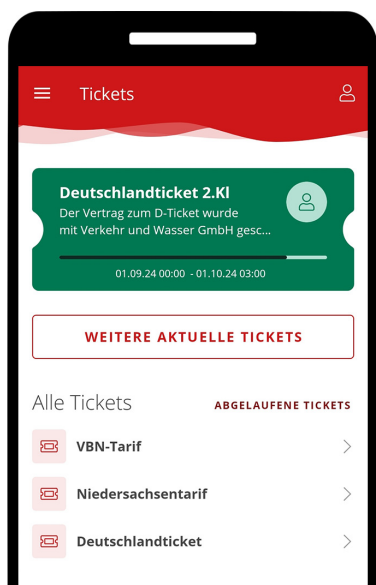 Tickets
Deutschlandticket 2.Kl
Der Vertrag zum D-Ticket wurde
mit Verkehr und Wasser GmbH gesc...
01.09.24 00:00 - 01.10.24 03:00
WEITERE AKTUELLE TICKETS
Alle Tickets
ABGELAUFENE TICKETS
VBN-Tarif
Niedersachsentarif
Deutschlandticket